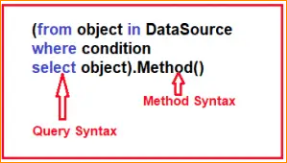 (from object in DataSource
where condition
select object).Method()
Method Syntax
Query Syntax